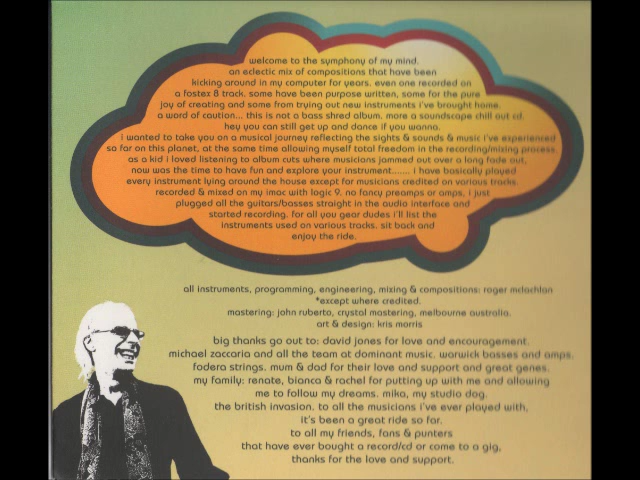 welcome to the symphony of my mind.
an eclectic mix of compositions that have been
kicking around in my computer for years. even one recorded on
a fostex 8 track. some have been purpose written, some for the pure
joy of creating and some from trying out new instruments i've brought home.
a word of caution... this is not a bass shred album. more a soundscape chill out cd.
hey you can still get up and dance if you wanna.
i wanted to take you on a musical journey reflecting the sights & sounds & music i've experienced
so far on this planet, at the same time allowing myself total freedom in the recording/mixing process.
as a kid i loved listening to album cuts where musicians jammed out over a long fade out,
now was the time to have fun and explore your instrument....... i have basically played
every instrument lying around the house except for musicians credited on various tracks.
recorded & mixed on my imac with logic 9. no fancy preamps or amps, i just
plugged all the guitars/basses straight in the audio interface and
started recording. for all you gear dudes i'll list the
instruments used on various tracks. sit back and
enjoy the ride.
all instruments, programming, engineering, mixing & compositions: roger mclachlan
*except where credited.
mastering: john ruberto, crystal mastering, melbourne australia.
art & design: kris morris
big thanks go out to: david jones for love and encouragement.
michael zaccaria and all the team at dominant music. warwick basses and amps.
fodera strings. mum & dad for their love and support and great genes.
my family: renate, bianca & rachel for putting up with me and allowing
me to follow my dreams. mika, my studio dog.
the british invasion. to all the musicians i've ever played with,
it's been a great ride so far.
to all my friends, fans & punters
that have ever bought a record/cd or come to a gig,
thanks for the love and support.